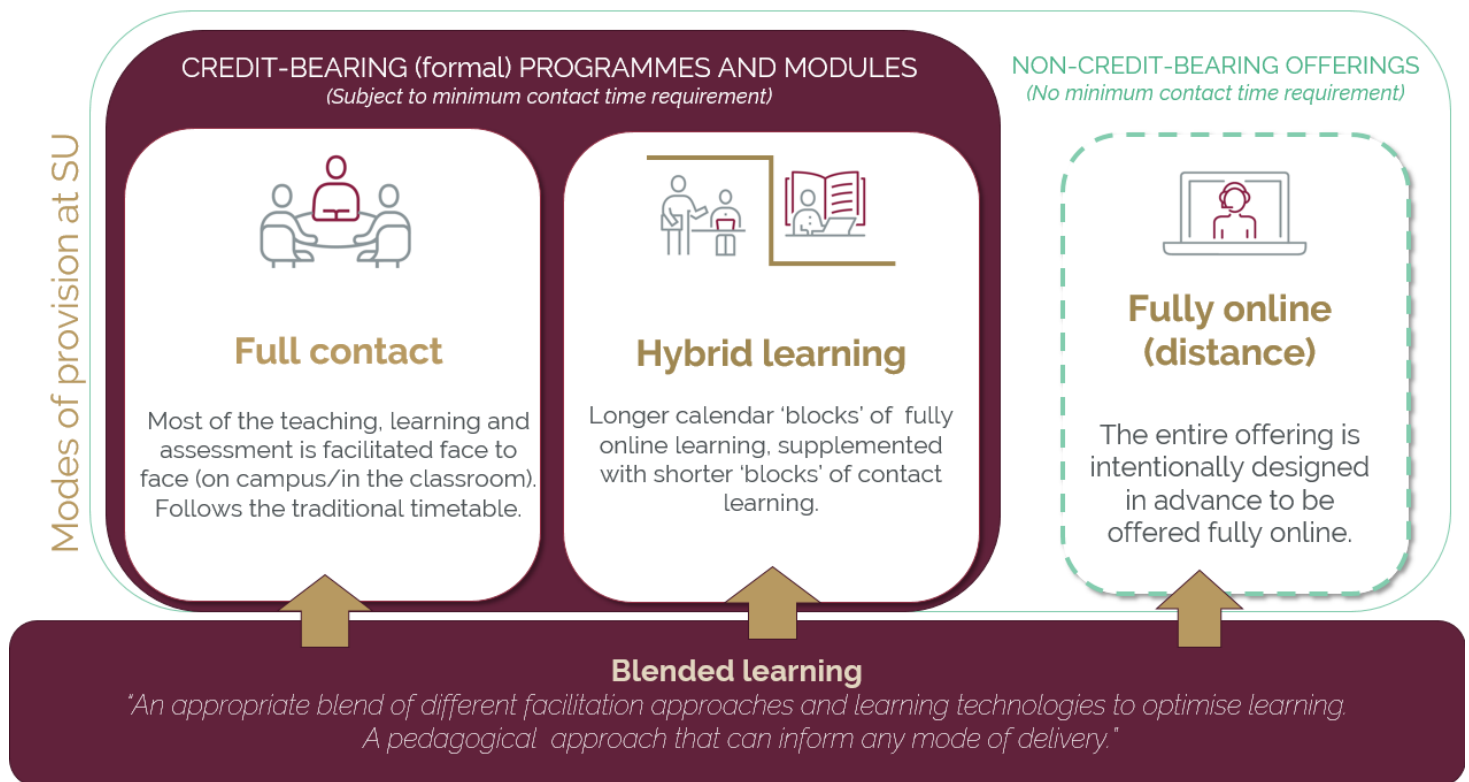 Modes of provision at SU
CREDIT-BEARING (formal) PROGRAMMES AND MODULES
(Subject to minimum contact time requirement)
Full contact
Most of the teaching, learning and
assessment is facilitated face to
face (on campus/in the classroom).
Follows the traditional timetable.
Hybrid learning
Longer calendar ‘blocks’ of fully
online learning, supplemented
with shorter ‘blocks’ of contact
learning.
NON-CREDIT-BEARING OFFERINGS
(No minimum contact time requirement)
Fully online
(distance)
The entire offering is
intentionally designed
in advance to be
offered fully online.
Blended learning
“An appropriate blend of different facilitation approaches and learning technologies to optimise learning.
A pedagogical approach that can inform any mode of delivery.”